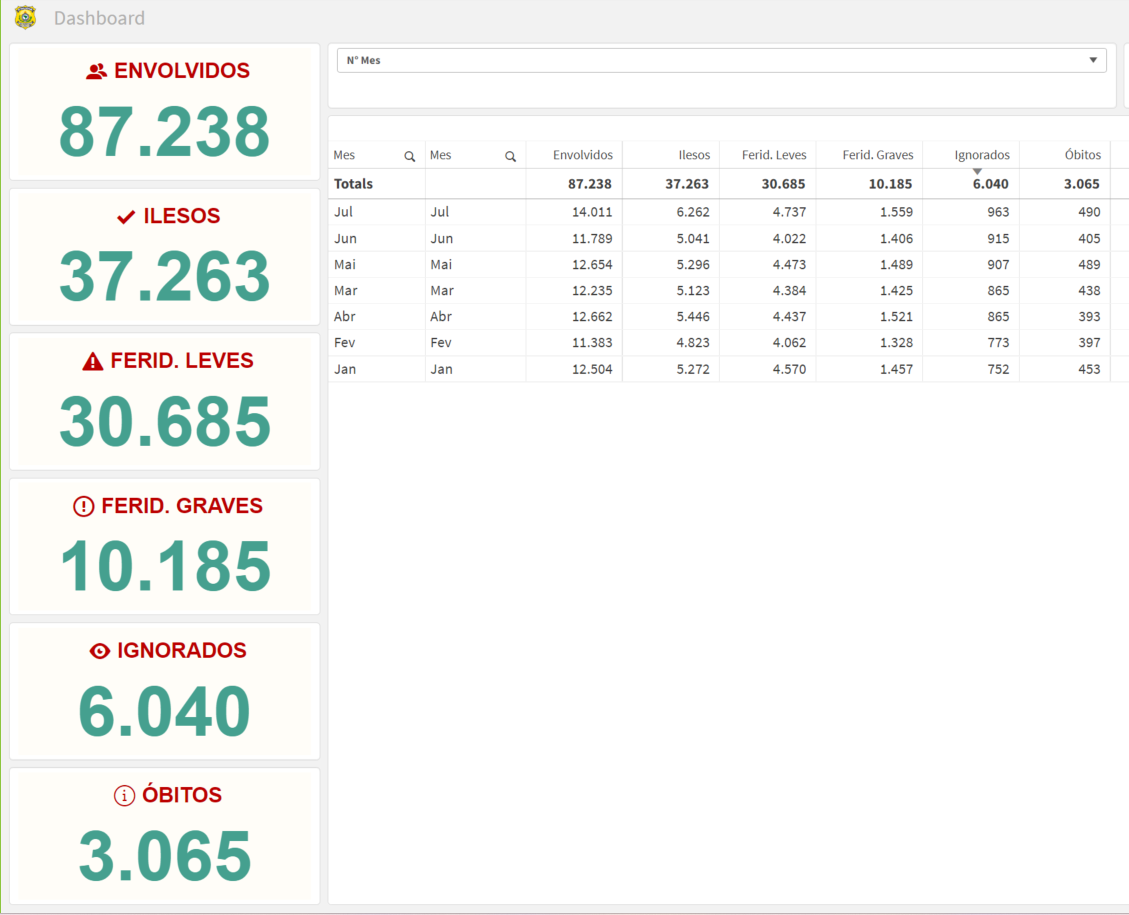 Dashboard
ENVOLVIDOS
87.238
ILESOS
37.263
FERID. LEVES
30.685
FERID. GRAVES
10.185
IGNORADOS
6.040
ÓBITOS
3.065
Nº Mes
Mes Mes Envolvidos Ilesos Ferid. Leves Ferid. Graves Ignorados Óbitos
Totals 87.238 37.263 30.685 10.185 6.040 3.065
Jul Jul 14.011 6.262 4.737 1.559 963 490
Jun Jun 11.789 5.041 4.022 1.406 915 405
Mai Mai 12.654 5.296 4.473 1.489 907 489
Mar Mar 12.235 5.123 4.384 1.425 865 438
Abr Abr 12.662 5.446 4.437 1.521 865 393
Fev Fev 11.383 4.823 4.062 1.328 773 397
Jan Jan 12.504 5.272 4.570 1.457 752 453